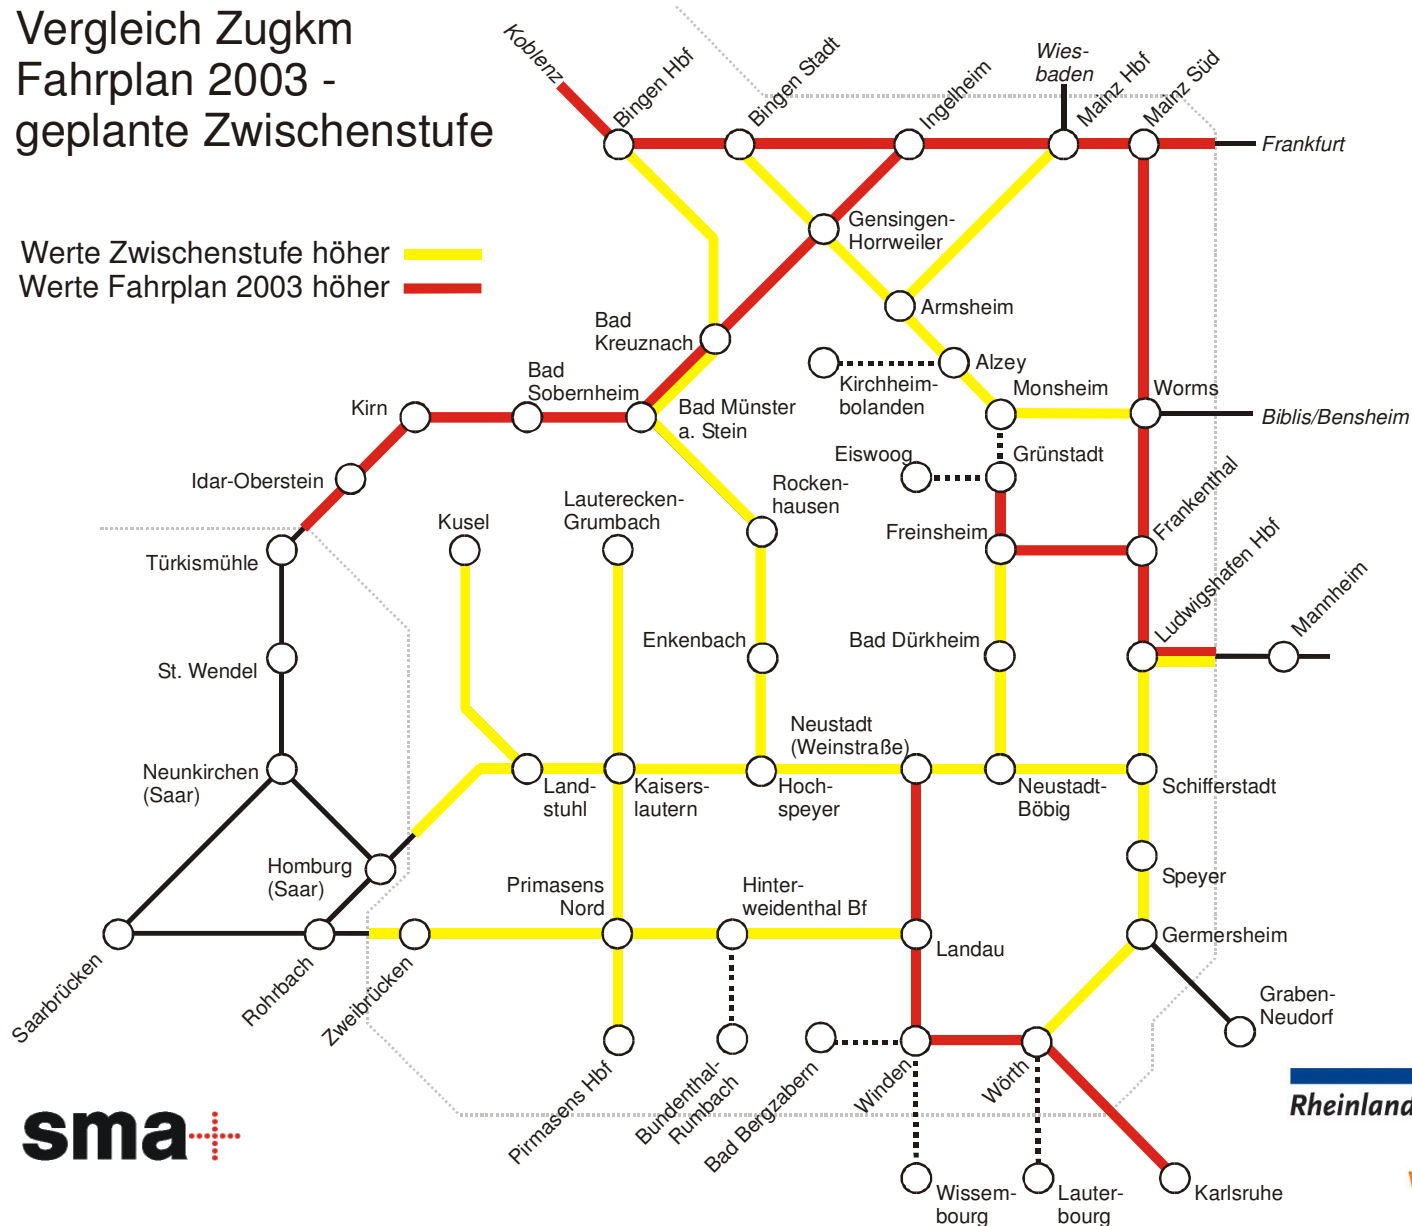 Vergleich Zugkm
Fahrplan 2003 -
geplante Zwischenstufe
Werte Zwischenstufe höher
Werte Fahrplan 2003 höher
Koblenz
Bingen Hbf
Bingen Stadt
Ingelheim
Wies-
baden
Mainz Hbf
Mainz Süd
Frankfurt
Gensingen-
Horrweiler
Armsheim
Bad
Kreuznach
Alzey
Kirchheim-
bolanden
Monsheim
Worms
Biblis/Bensheim
Bad
Sobernheim
Kirn
Bad Münster
a. Stein
Eiswoog
Grünstadt
Idar-Oberstein
Rocken-
hausen
Lauterecken-
Grumbach
Kusel
Freinsheim
Frankenthal
Türkismühle
Ludwigshafen Hbf
Mannheim
Enkenbach
Bad Dürkheim
St. Wendel
Neustadt
(Weinstraße)
Neunkirchen
(Saar)
Land-
stuhl
Kaisers-
lautern
Hoch-
speyer
Neustadt-
Böbig
Schifferstadt
Homburg
(Saar)
Primasens
Nord
Hinter-
weidenthal Bf
Speyer
Landau
Germersheim
Saarbrücken
Rohrbach
Zweibrücken
Graben-
Neudorf
Pirmasens Hbf
Bundenthal-
Rumbach
Bad Bergzabern
Winden
Wörth
Wissem-
bourg
Lauter-
bourg
Karlsruhe
sma
Rheinland